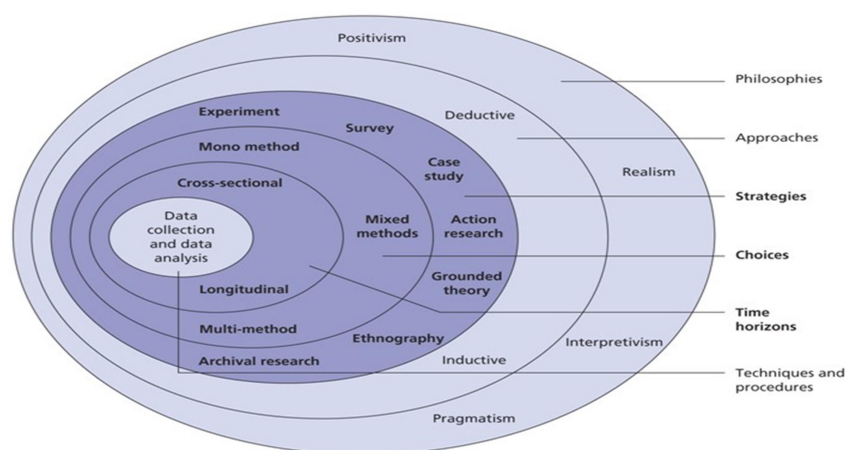 Positivism
Philosophies
Experiment
Deductive
Survey
Approaches
Mono method
Case
study
Realism
Cross-sectional
Strategies
Data
collection
and data
analysis
Mixed
methods
Action
research
Choices
Grounded
theory
Longitudinal
Time
horizons
Multi-method
Ethnography
Interpretivism
Archival research
Inductive
Techniques and
procedures
Pragmatism